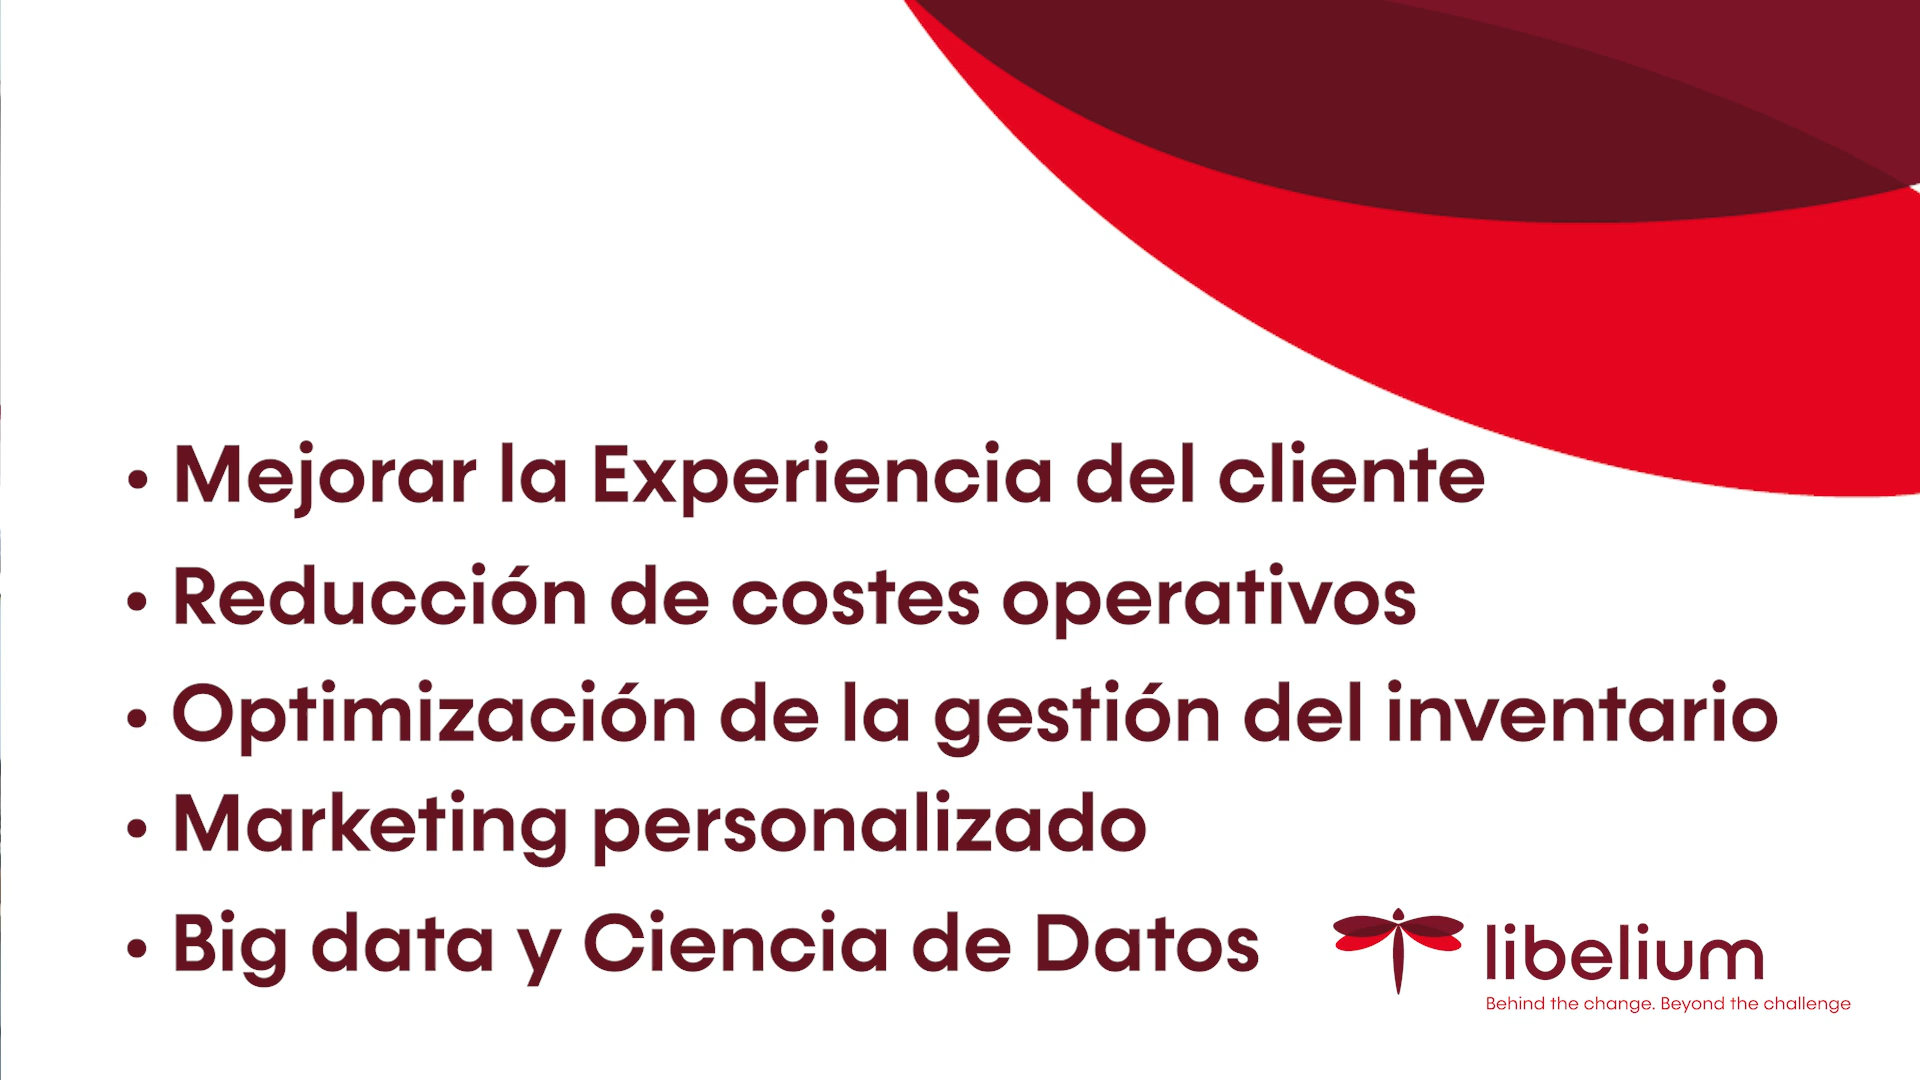 • Mejorar la Experiencia del cliente
• Reducción de costes operativos
• Optimización de la gestión del inventario
• Marketing personalizado
• Big data y Ciencia de Datos
libelium
Behind the change. Beyond the challenge